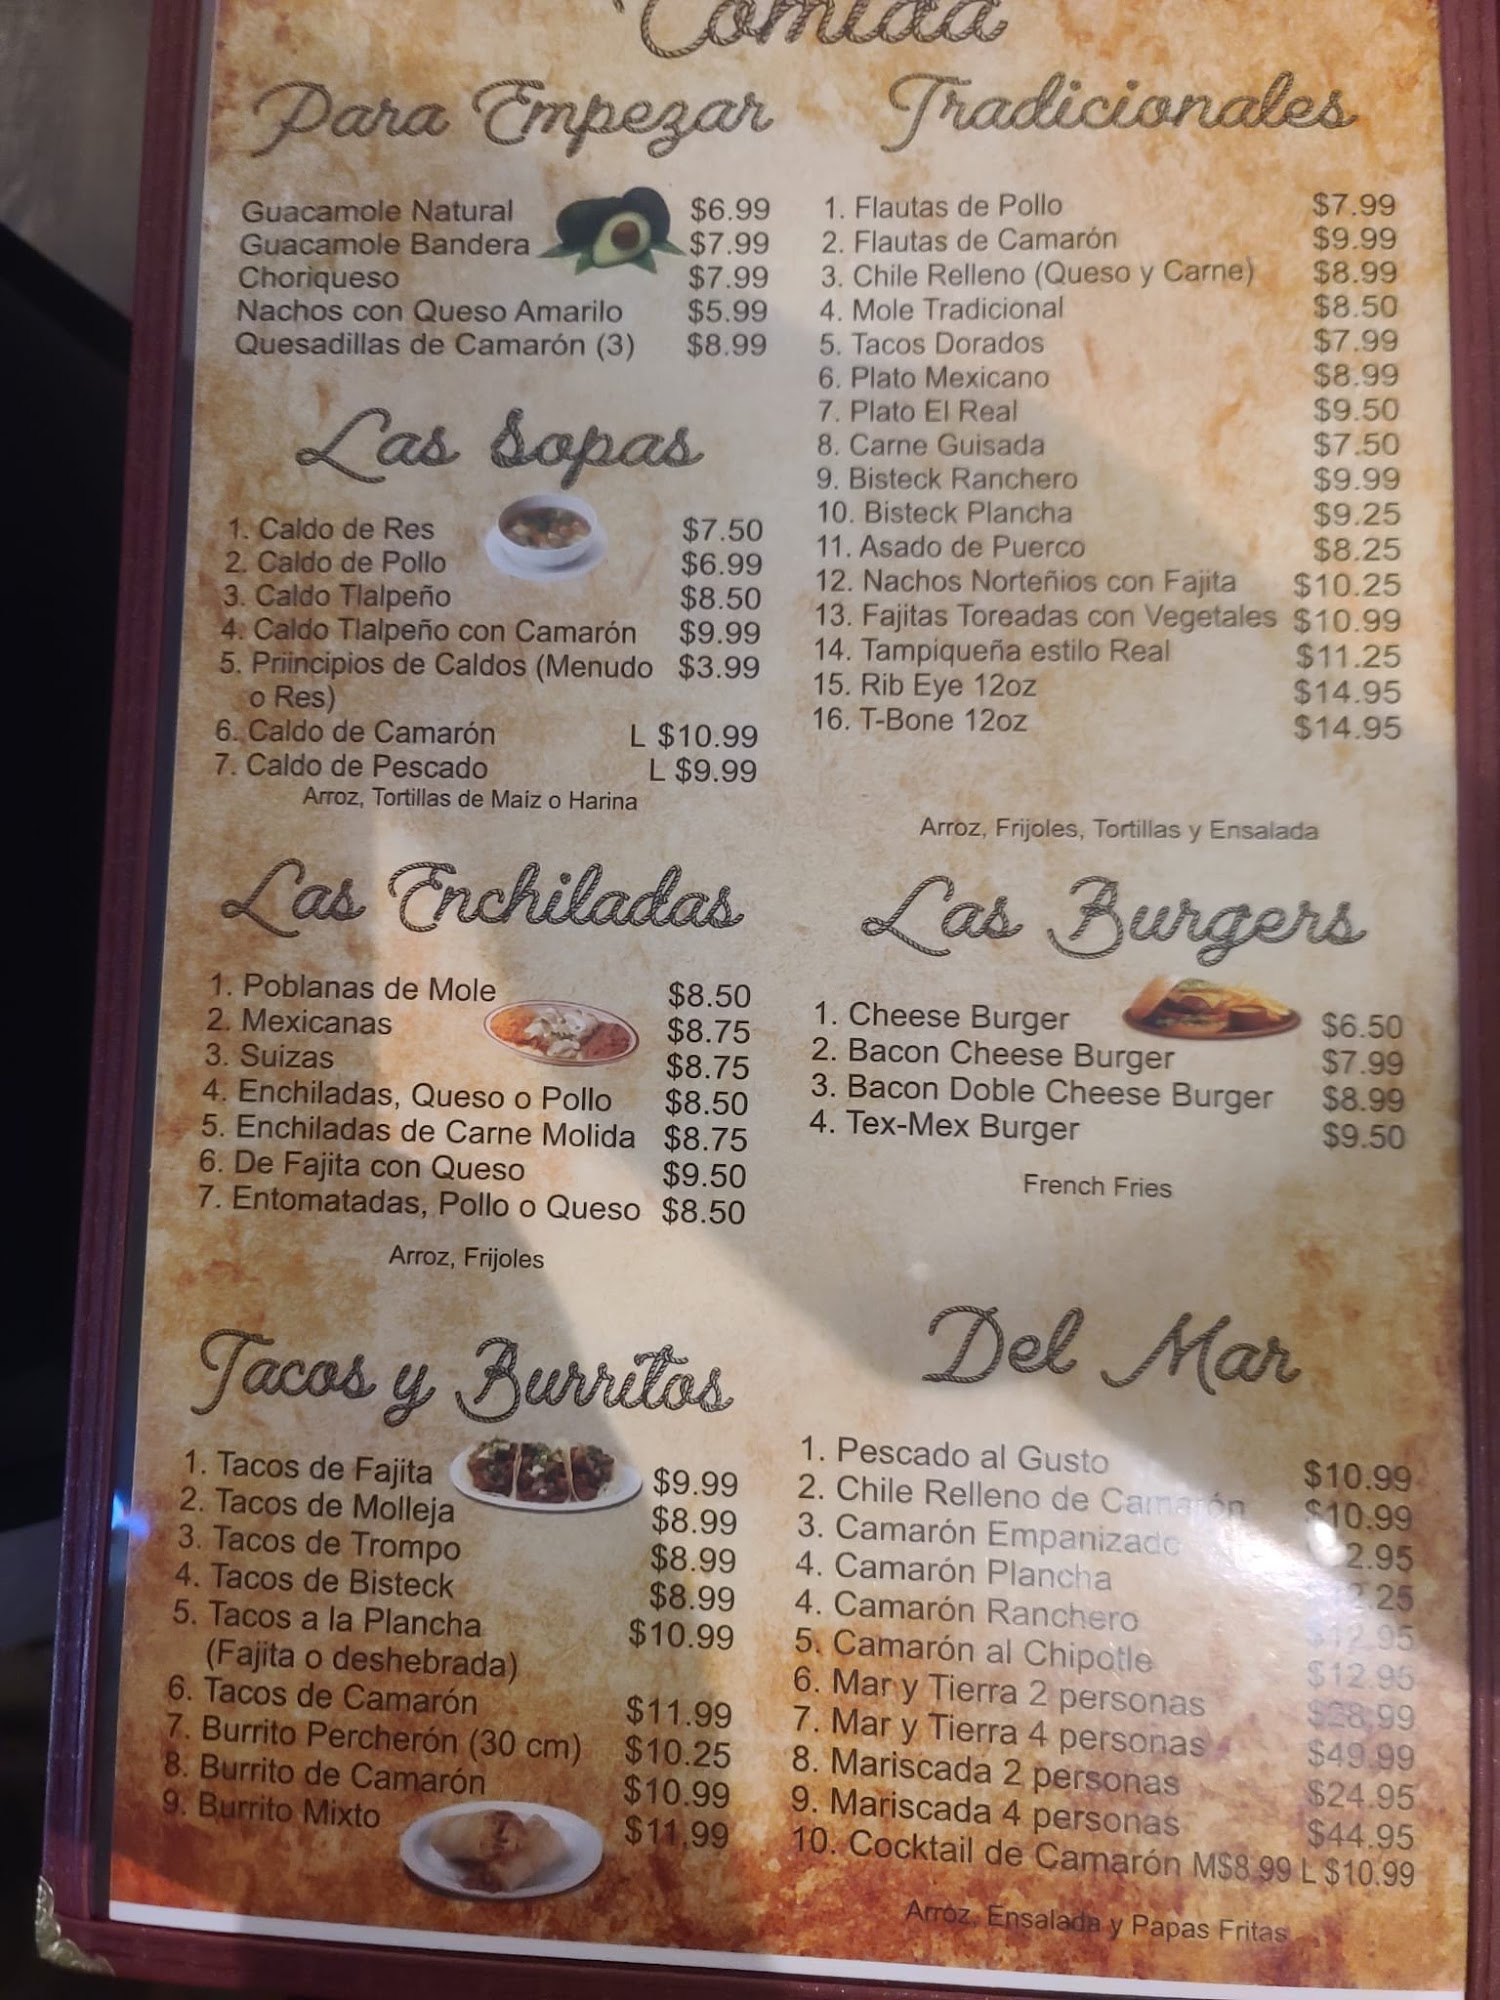 Comida
Para Empezar
Guacamole Natural $6.99
Guacamole Bandera $7.99
Choriqueso $7.99
Nachos con Queso Amarilo $5.99
Quesadillas de Camarón (3) $8.99
Las Sopas
1. Caldo de Res $7.50
2. Caldo de Pollo $6.99
3. Caldo Tlalpeño $8.50
4. Caldo Tlalpeño con Camarón $9.99
5. Priincipios de Caldos (Menudo $3.99
o Res)
6. Caldo de Camarón L $10.99
7. Caldo de Pescado L $9.99
Arroz, Tortillas de Maíz o Harina
Las Enchiladas
1. Poblanas de Mole $8.50
2. Mexicanas $8.75
3. Suizas $8.75
4. Enchiladas, Queso o Pollo $8.50
5. Enchiladas de Carne Molida $8.75
6. De Fajita con Queso $9.50
7. Entomatadas, Pollo o Queso $8.50
Arroz, Frijoles
Tacos y Burritos
1. Tacos de Fajita $9.99
2. Tacos de Molleja $8.99
3. Tacos de Trompo $8.99
4. Tacos de Bisteck $8.99
5. Tacos a la Plancha $10.99
(Fajita o deshebrada)
6. Tacos de Camarón $11.99
7. Burrito Percherón (30 cm) $10.25
8. Burrito de Camarón $10.99
9. Burrito Mixto $11.99
Tradicionales
1. Flautas de Pollo $7.99
2. Flautas de Camarón $9.99
3. Chile Relleno (Queso y Carne) $8.99
4. Mole Tradicional $8.50
5. Tacos Dorados $7.99
6. Plato Mexicano $8.99
7. Plato El Real $9.50
8. Carne Guisada $7.50
9. Bisteck Ranchero $9.99
10. Bisteck Plancha $9.25
11. Asado de Puerco $8.25
12. Nachos Norteñios con Fajita $10.25
13. Fajitas Toreadas con Vegetales $10.99
14. Tampiqueña estilo Real $11.25
15. Rib Eye 12oz $14.95
16. T-Bone 12oz $14.95
Arroz, Frijoles, Tortillas y Ensalada
Las Burgers
1. Cheese Burger $6.50
2. Bacon Cheese Burger $7.99
3. Bacon Doble Cheese Burger $8.99
4. Tex-Mex Burger $9.50
French Fries
Del Mar
1. Pescado al Gusto $10.99
2. Chile Relleno de Camarón $10.99
3. Camarón Empanizado
4. Camarón Plancha
4. Camarón Ranchero $12.95
5. Camarón al Chipotle $12.95
6. Mar y Tierra 2 personas $28.99
7. Mar y Tierra 4 personas $49.99
8. Mariscada 2 personas $24.95
9. Mariscada 4 personas $44.95
10. Cocktail de Camarón M$8.99 L $10.99
Arroz, Ensalada y Papas Fritas